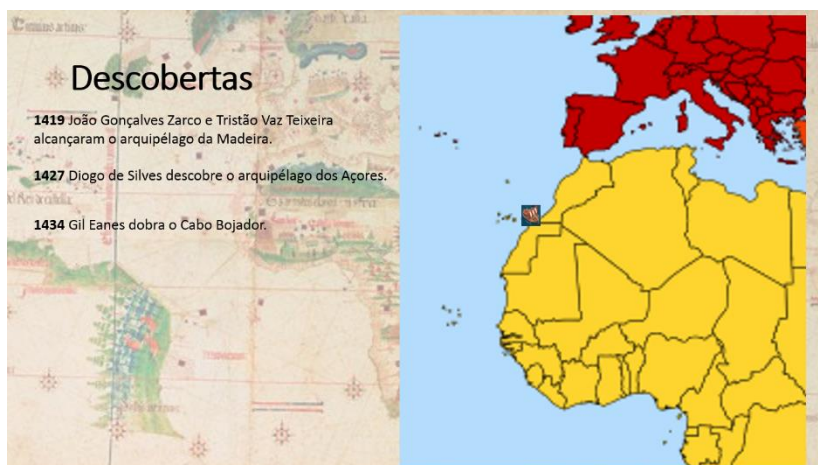 Descobertas
1419 João Gonçalves Zarco e Tristão Vaz Teixeira
alcançaram o arquipélago da Madeira.
1427 Diogo de Silves descobre o arquipélago dos Açores.
1434 Gil Eanes dobra o Cabo Bojador.